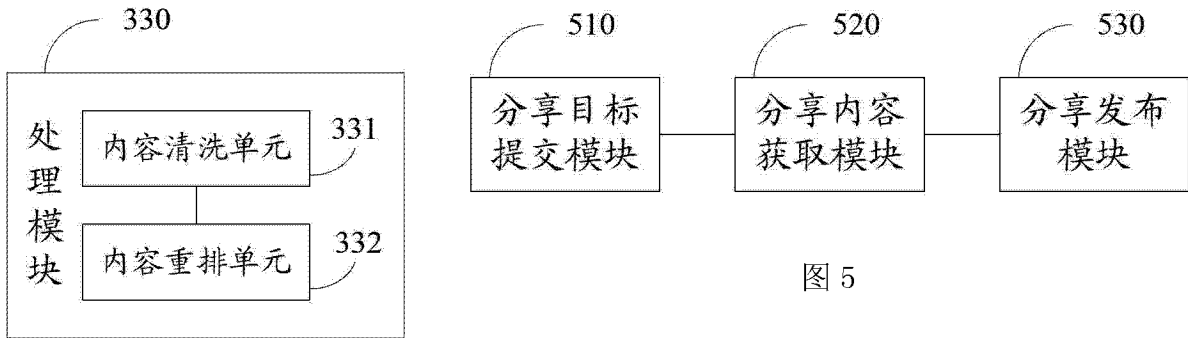 330
处理模块
内容清洗单元
331
内容重排单元
332
510
分享目标
提交模块
520
分享内容
获取模块
530
分享发布
模块
图 5